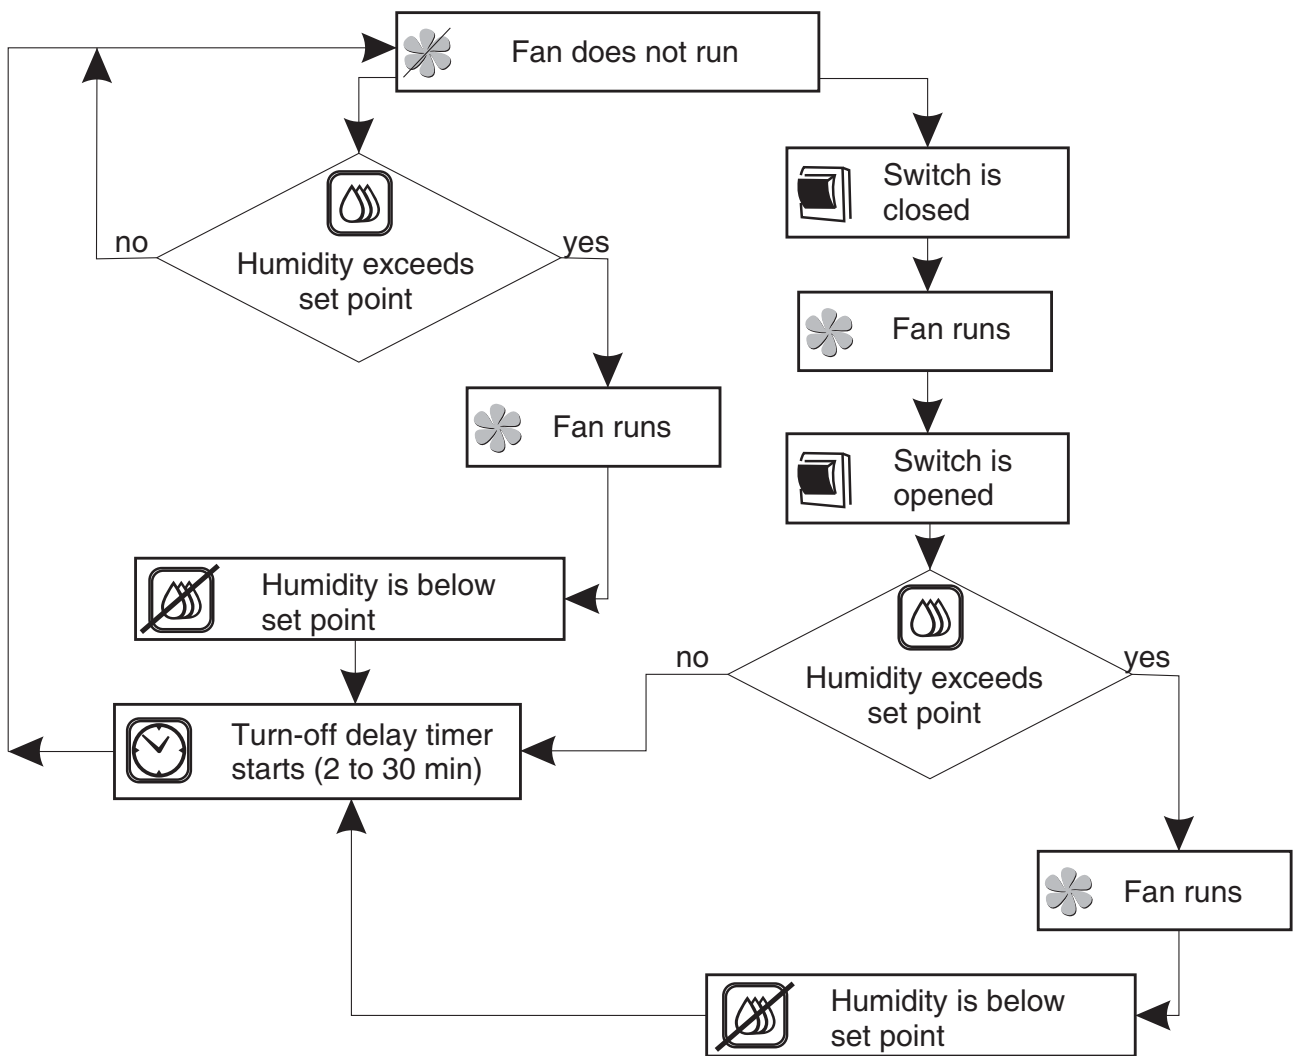 Fan does not run
Switch is
closed
no
yes
Humidity exceeds
set point
Fan runs
Fan runs
Switch is
opened
Humidity is below
set point
no
yes
Humidity exceeds
set point
Turn-off delay timer
starts (2 to 30 min)
Fan runs
Humidity is below
set point